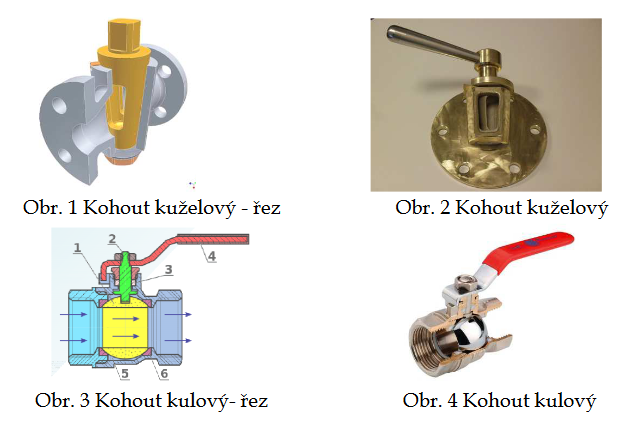 Obr. 1 Kohout kuželový - řez
Obr. 2 Kohout kuželový
2
1
3
4
5
6
Obr. 3 Kohout kulový- řez
Obr. 4 Kohout kulový